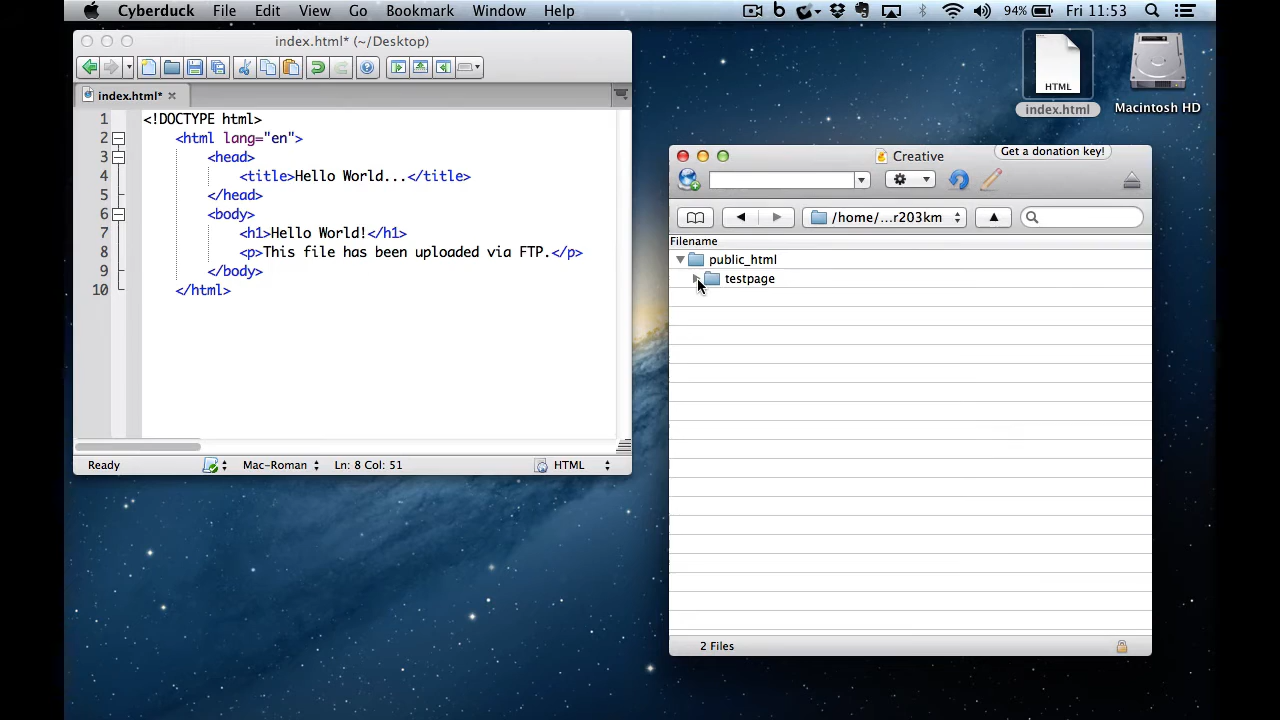 Cyberduck File Edit View Go Bookmark Window Help 94% Fri 11:53
index.html* (~/Desktop)
index.html*
1 <!DOCTYPE html>
2 <html lang="en">
3 <head>
4 <title>Hello World...</title>
5 </head>
6 <body>
7 <h1>Hello World!</h1>
8 <p>This file has been uploaded via FTP.</p>
9 </body>
10 </html>
Ready Mac-Roman Ln: 8 Col: 51 HTML
HTML
index.html
Macintosh HD
Creative
Get a donation key!
/home/...r203km
Filename
public_html
testpage
2 Files